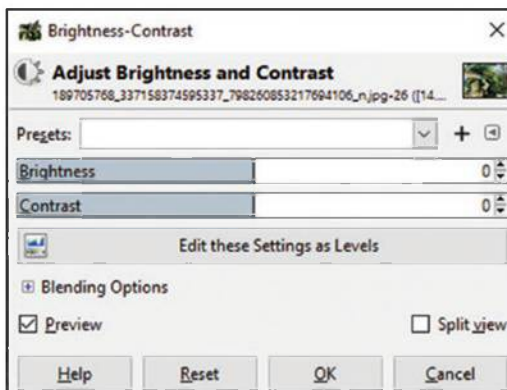 Brightness-Contrast
Adjust Brightness and Contrast
189705768_337158374595337_798260853217694106_n.jpg-26 ([14....
Presets:
Brightness 0
Contrast 0
Edit these Settings as Levels
Blending Options
Preview Split view
Help Reset OK Cancel